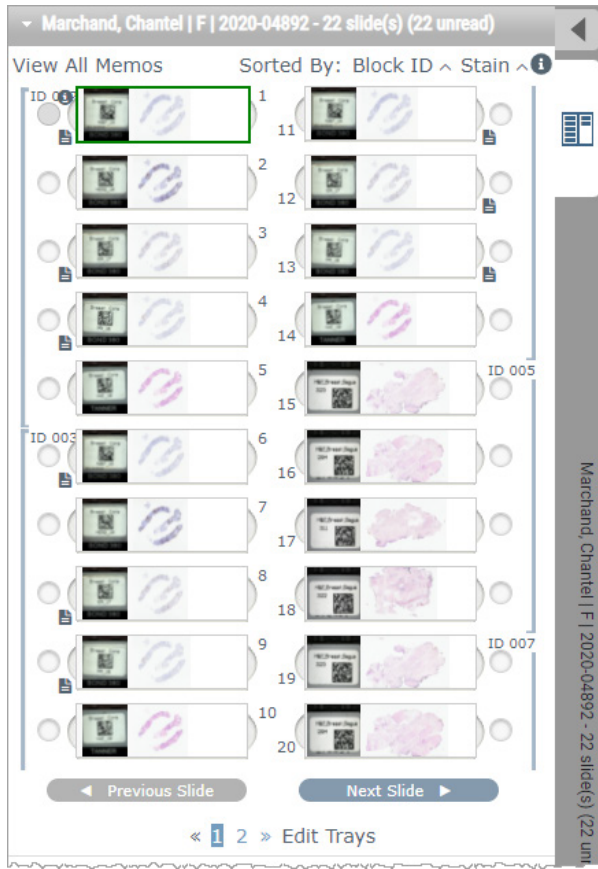 Marchand, Chantel | F | 2020-04892 - 22 slide(s) (22 unread)
View All Memos
Sorted By: Block ID ^ Stain ^
ID
1
2
3
4
5
ID 003
6
7
8
9
10
11
12
13
14
ID 005
15
16
17
18
ID 007
19
20
Previous Slide
Next Slide
« 1 2 » Edit Trays
Marchand, Chantel | F | 2020-04892 - 22 slide(s) (22 unr